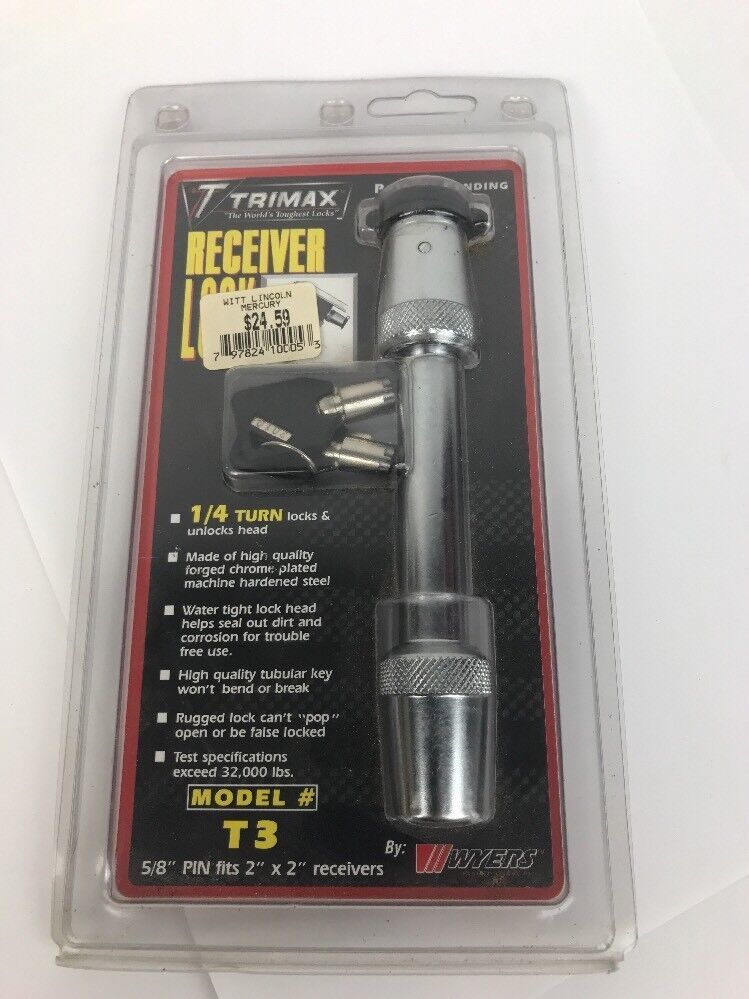 TRIMAX
The World's Toughest Locks
RECEIVER
WITT LINCOLN
MERCURY
$24.59
7 97824 10005 3
1/4 TURN locks &
unlocks head
Made of high quality
forged chrome plated
machine hardened steel
Water tight lock head
helps seal out dirt and
corrosion for trouble
free use.
High quality tubular key
won't bend or break
Rugged lock can't "pop"
open or be false locked
Test specifications
exceed 32,000 lbs.
MODEL #
T3
5/8" PIN fits 2" x 2" receivers
By: WYERS